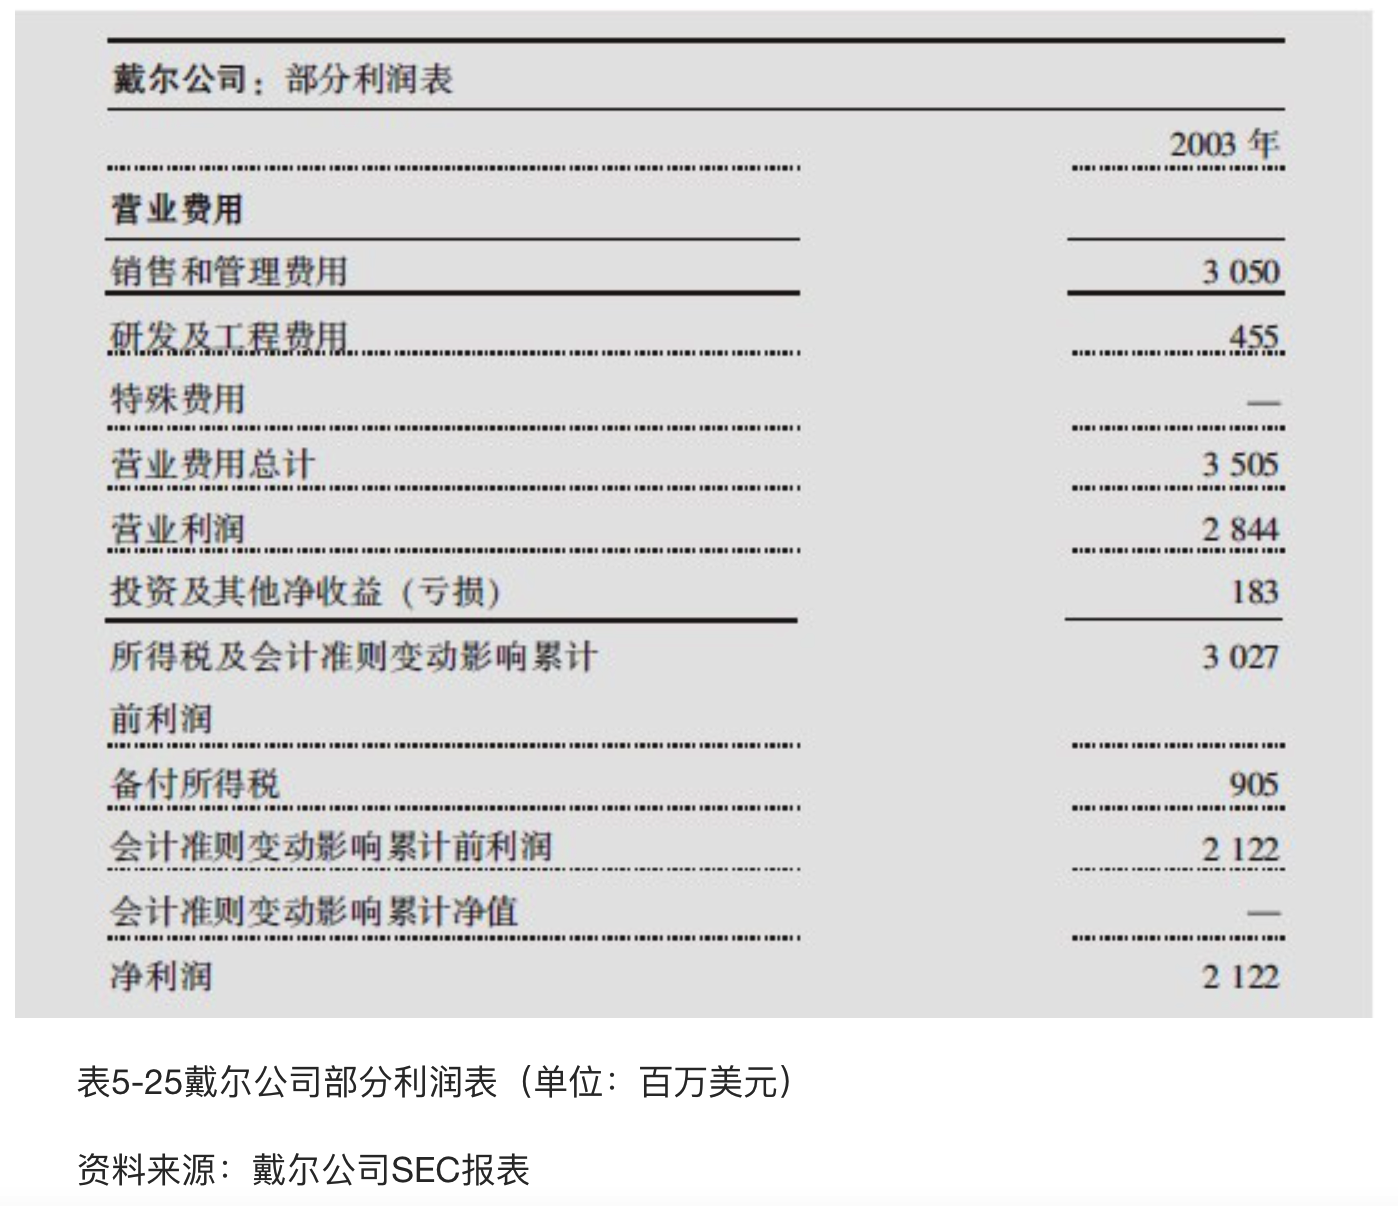 戴尔公司：部分利润表
2003 年
营业费用
销售和管理费用 3 050
研发及工程费用 455
特殊费用 —
营业费用总计 3 505
营业利润 2 844
投资及其他净收益（亏损） 183
所得税及会计准则变动影响累计 3 027
前利润
备付所得税 905
会计准则变动影响累计前利润 2 122
会计准则变动影响累计净值 —
净利润 2 122
表5-25戴尔公司部分利润表（单位：百万美元）
资料来源：戴尔公司SEC报表